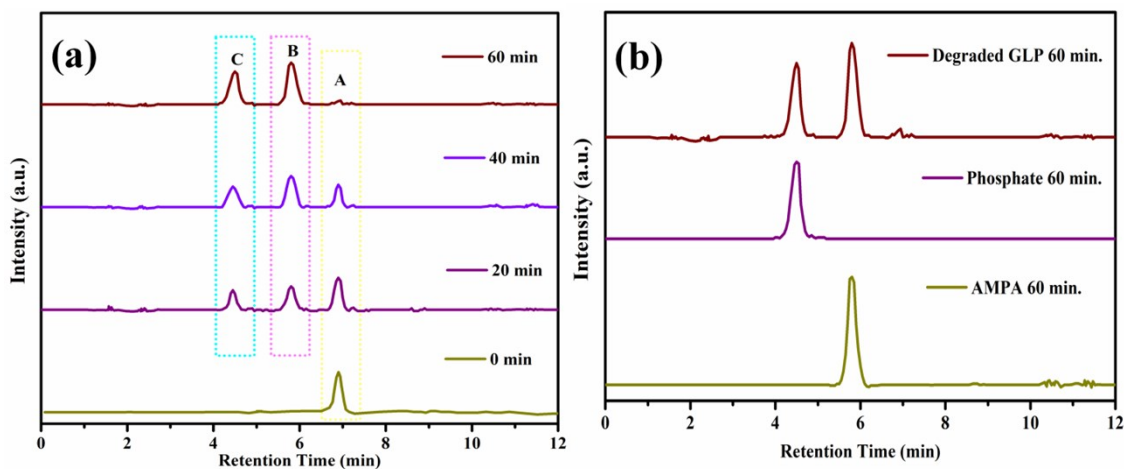 (a)
C
B
A
60 min
40 min
20 min
0 min
Intensity (a.u.)
0 2 4 6 8 10 12
Retention Time (min)
(b)
Degraded GLP 60 min.
Phosphate 60 min.
AMPA 60 min.
Intensity (a.u.)
0 2 4 6 8 10 12
Retention Time (min)